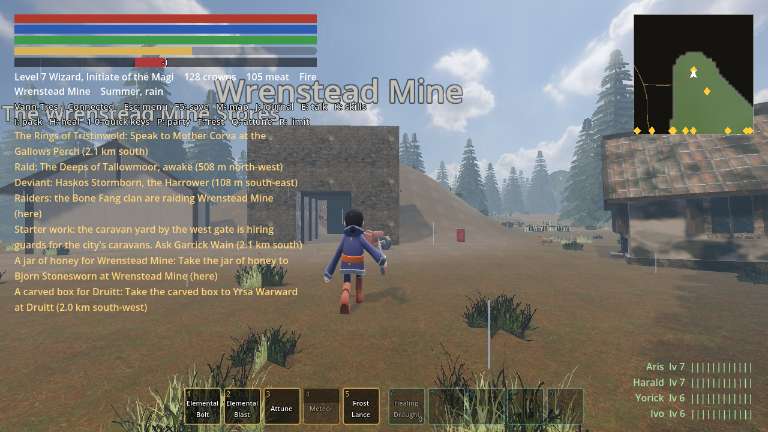 :)
Level 7 Wizard, Initiate of the Magi 128 crowns 105 meat Fire
Wrenstead Mine Summer, rain
Wrenstead Mine
The Wrenstead Mine Stores
The Rings of Tristinwold: Speak to Mother Corva at the
Gallows Perch (2.1 km south)
Raid: The Deeps of Tallowmoor, awake (508 m north-west)
Deviant: Haskos Stormborn, the Harrower (108 m south-east)
Raiders: the Bone Fang clan are raiding Wrenstead Mine
(here)
Starter work: the caravan yard by the west gate is hiring
guards for the city's caravans. Ask Garrick Wain (2.1 km south)
A jar of honey for Wrenstead Mine: Take the jar of honey to
Bjorn Stonesworn at Wrenstead Mine (here)
A carved box for Druitt: Take the carved box to Yrsa Warward
at Druitt (2.0 km south-west)
Aris lv 7
Harald lv 7
Yorick lv 6
Ivo lv 6
1 Elemental Bolt
2 Elemental Blast
3 Attune
4 Meteor
5 Frost Lance
Healing Draught